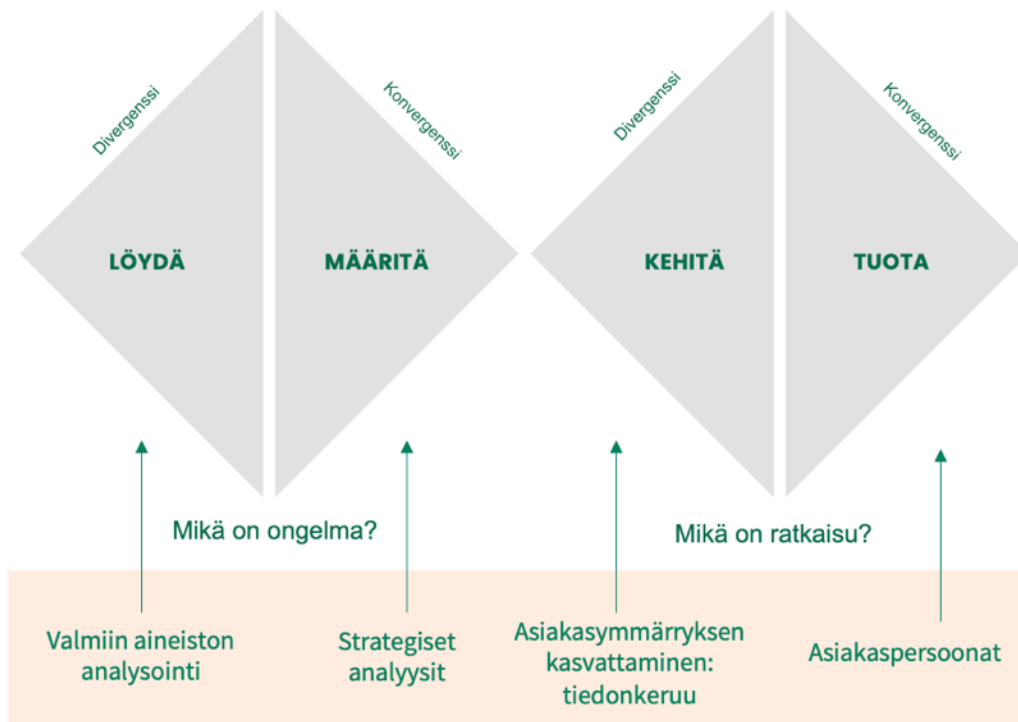 Divergenssi
Konvergenssi
Divergenssi
Konvergenssi
LÖYDÄ
MÄÄRITÄ
KEHITÄ
TUOTA
Mikä on ongelma?
Mikä on ratkaisu?
Valmiin aineiston
analysointi
Strategiset
analyysit
Asiakasymmärryksen
kasvattaminen:
tiedonkeruu
Asiakaspersoonat